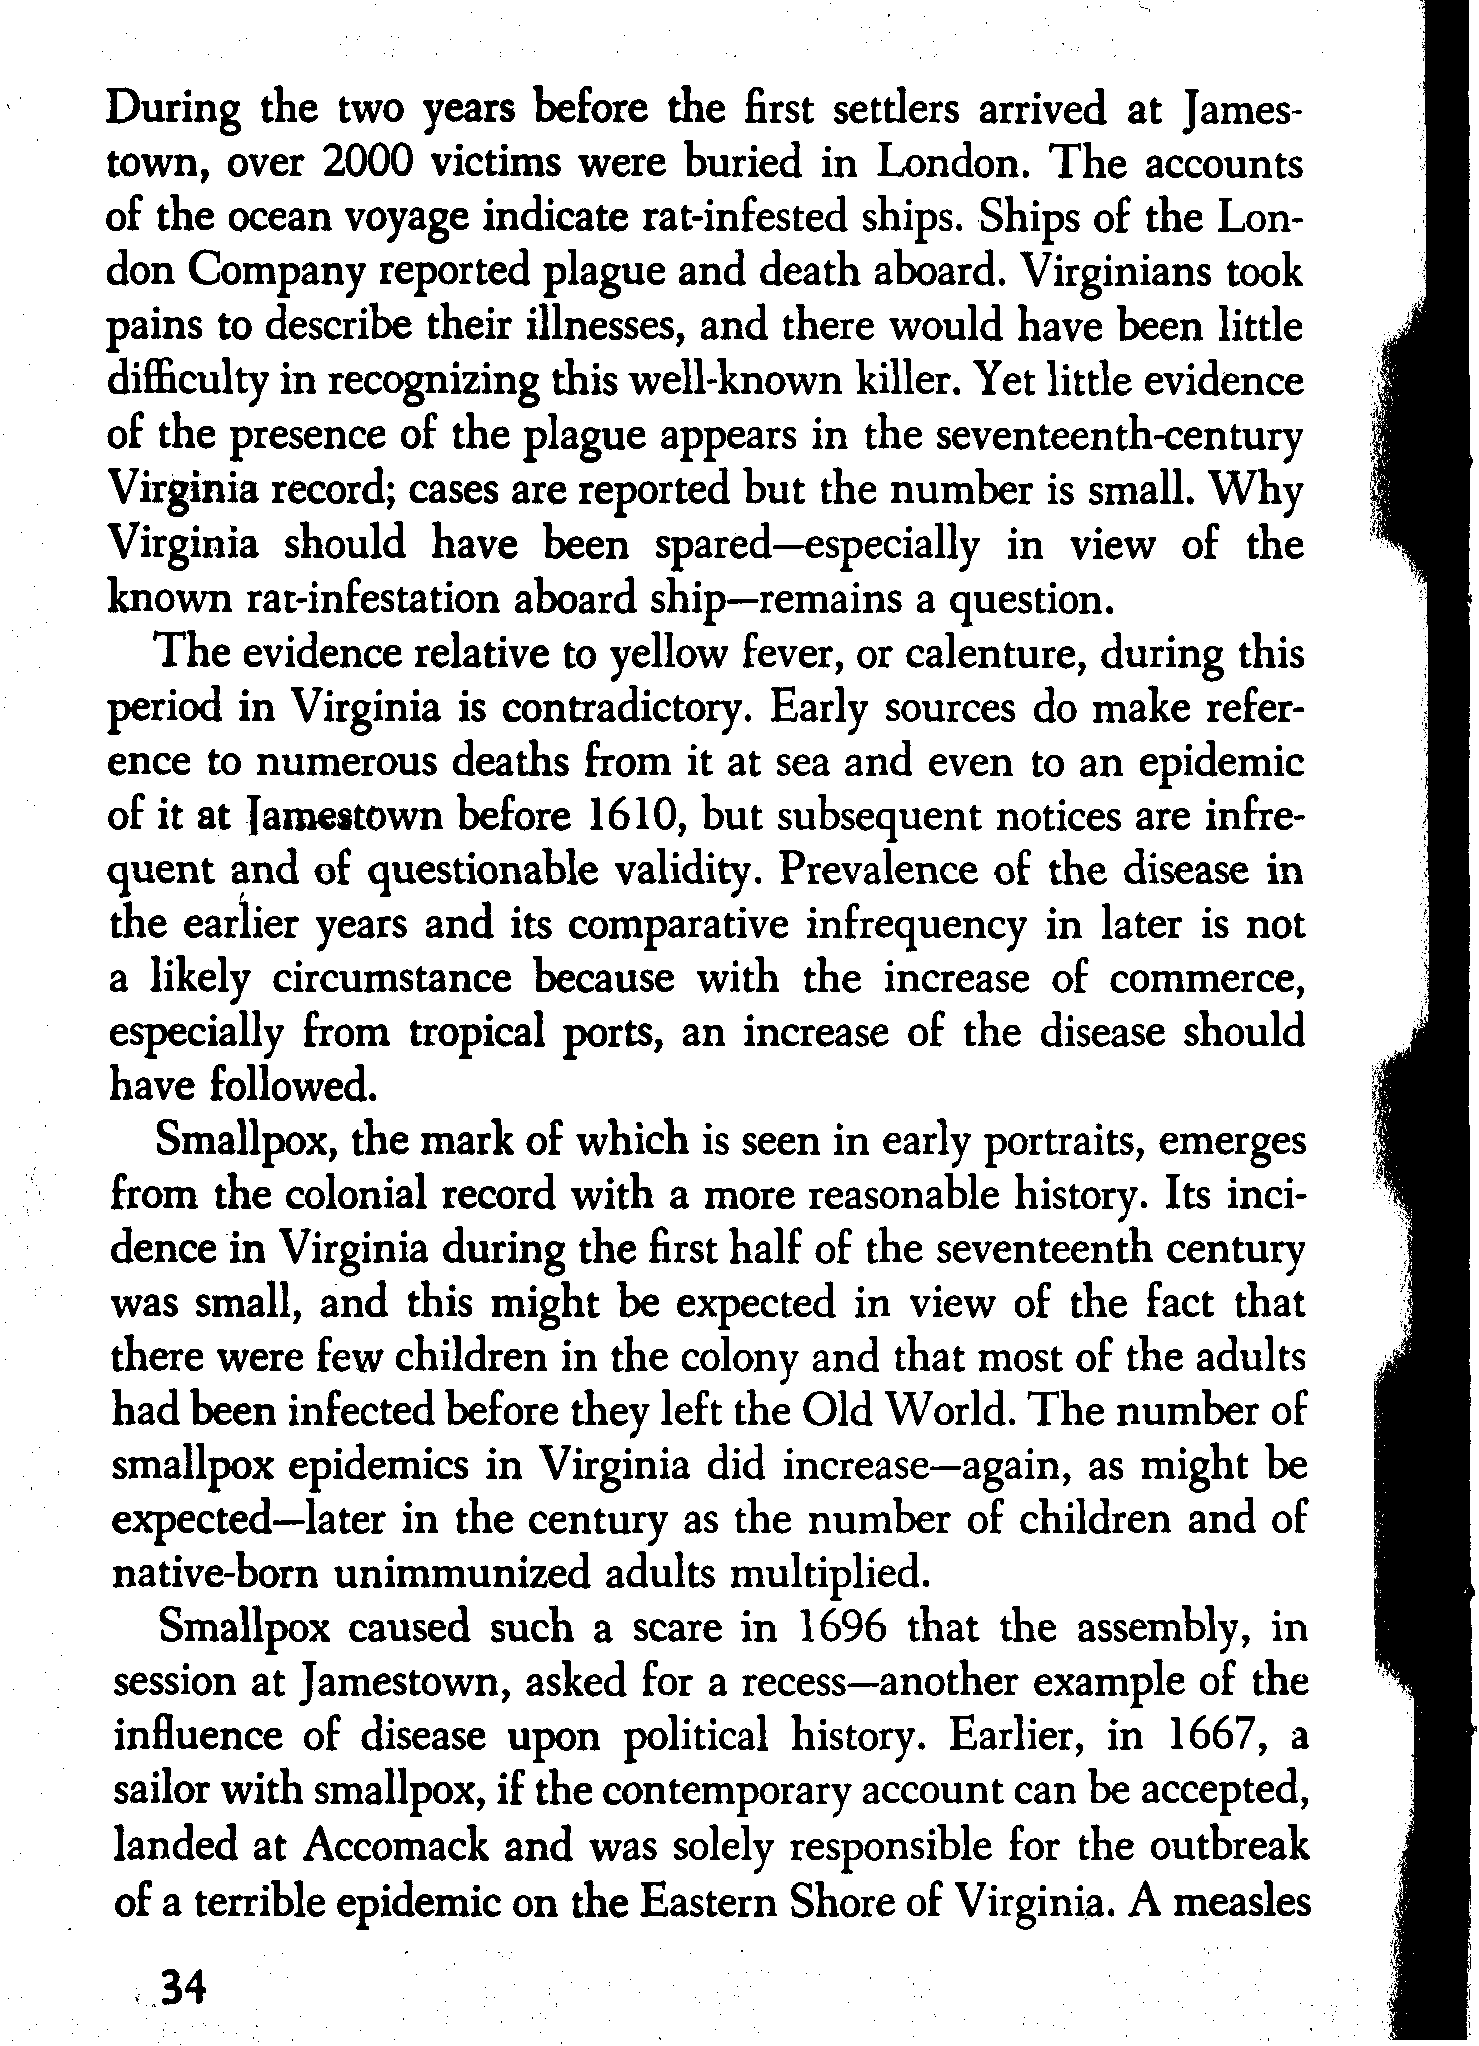 During the two years before the first settlers arrived at James-
town, over 2000 victims were buried in London. The accounts
of the ocean voyage indicate rat-infested ships. Ships of the Lon-
don Company reported plague and death aboard. Virginians took
pains to describe their illnesses, and there would have been little
difficulty in recognizing this well-known killer. Yet little evidence
of the presence of the plague appears in the seventeenth-century
Virginia record; cases are reported but the number is small. Why
Virginia should have been spared—especially in view of the
known rat-infestation aboard ship—remains a question.
The evidence relative to yellow fever, or calenture, during this
period in Virginia is contradictory. Early sources do make refer-
ence to numerous deaths from it at sea and even to an epidemic
of it at Jamestown before 1610, but subsequent notices are infre-
quent and of questionable validity. Prevalence of the disease in
the earlier years and its comparative infrequency in later is not
a likely circumstance because with the increase of commerce,
especially from tropical ports, an increase of the disease should
have followed.
Smallpox, the mark of which is seen in early portraits, emerges
from the colonial record with a more reasonable history. Its inci-
dence in Virginia during the first half of the seventeenth century
was small, and this might be expected in view of the fact that
there were few children in the colony and that most of the adults
had been infected before they left the Old World. The number of
smallpox epidemics in Virginia did increase—again, as might be
expected—later in the century as the number of children and of
native-born unimmunized adults multiplied.
Smallpox caused such a scare in 1696 that the assembly, in
session at Jamestown, asked for a recess—another example of the
influence of disease upon political history. Earlier, in 1667, a
sailor with smallpox, if the contemporary account can be accepted,
landed at Accomack and was solely responsible for the outbreak
of a terrible epidemic on the Eastern Shore of Virginia. A measles
34